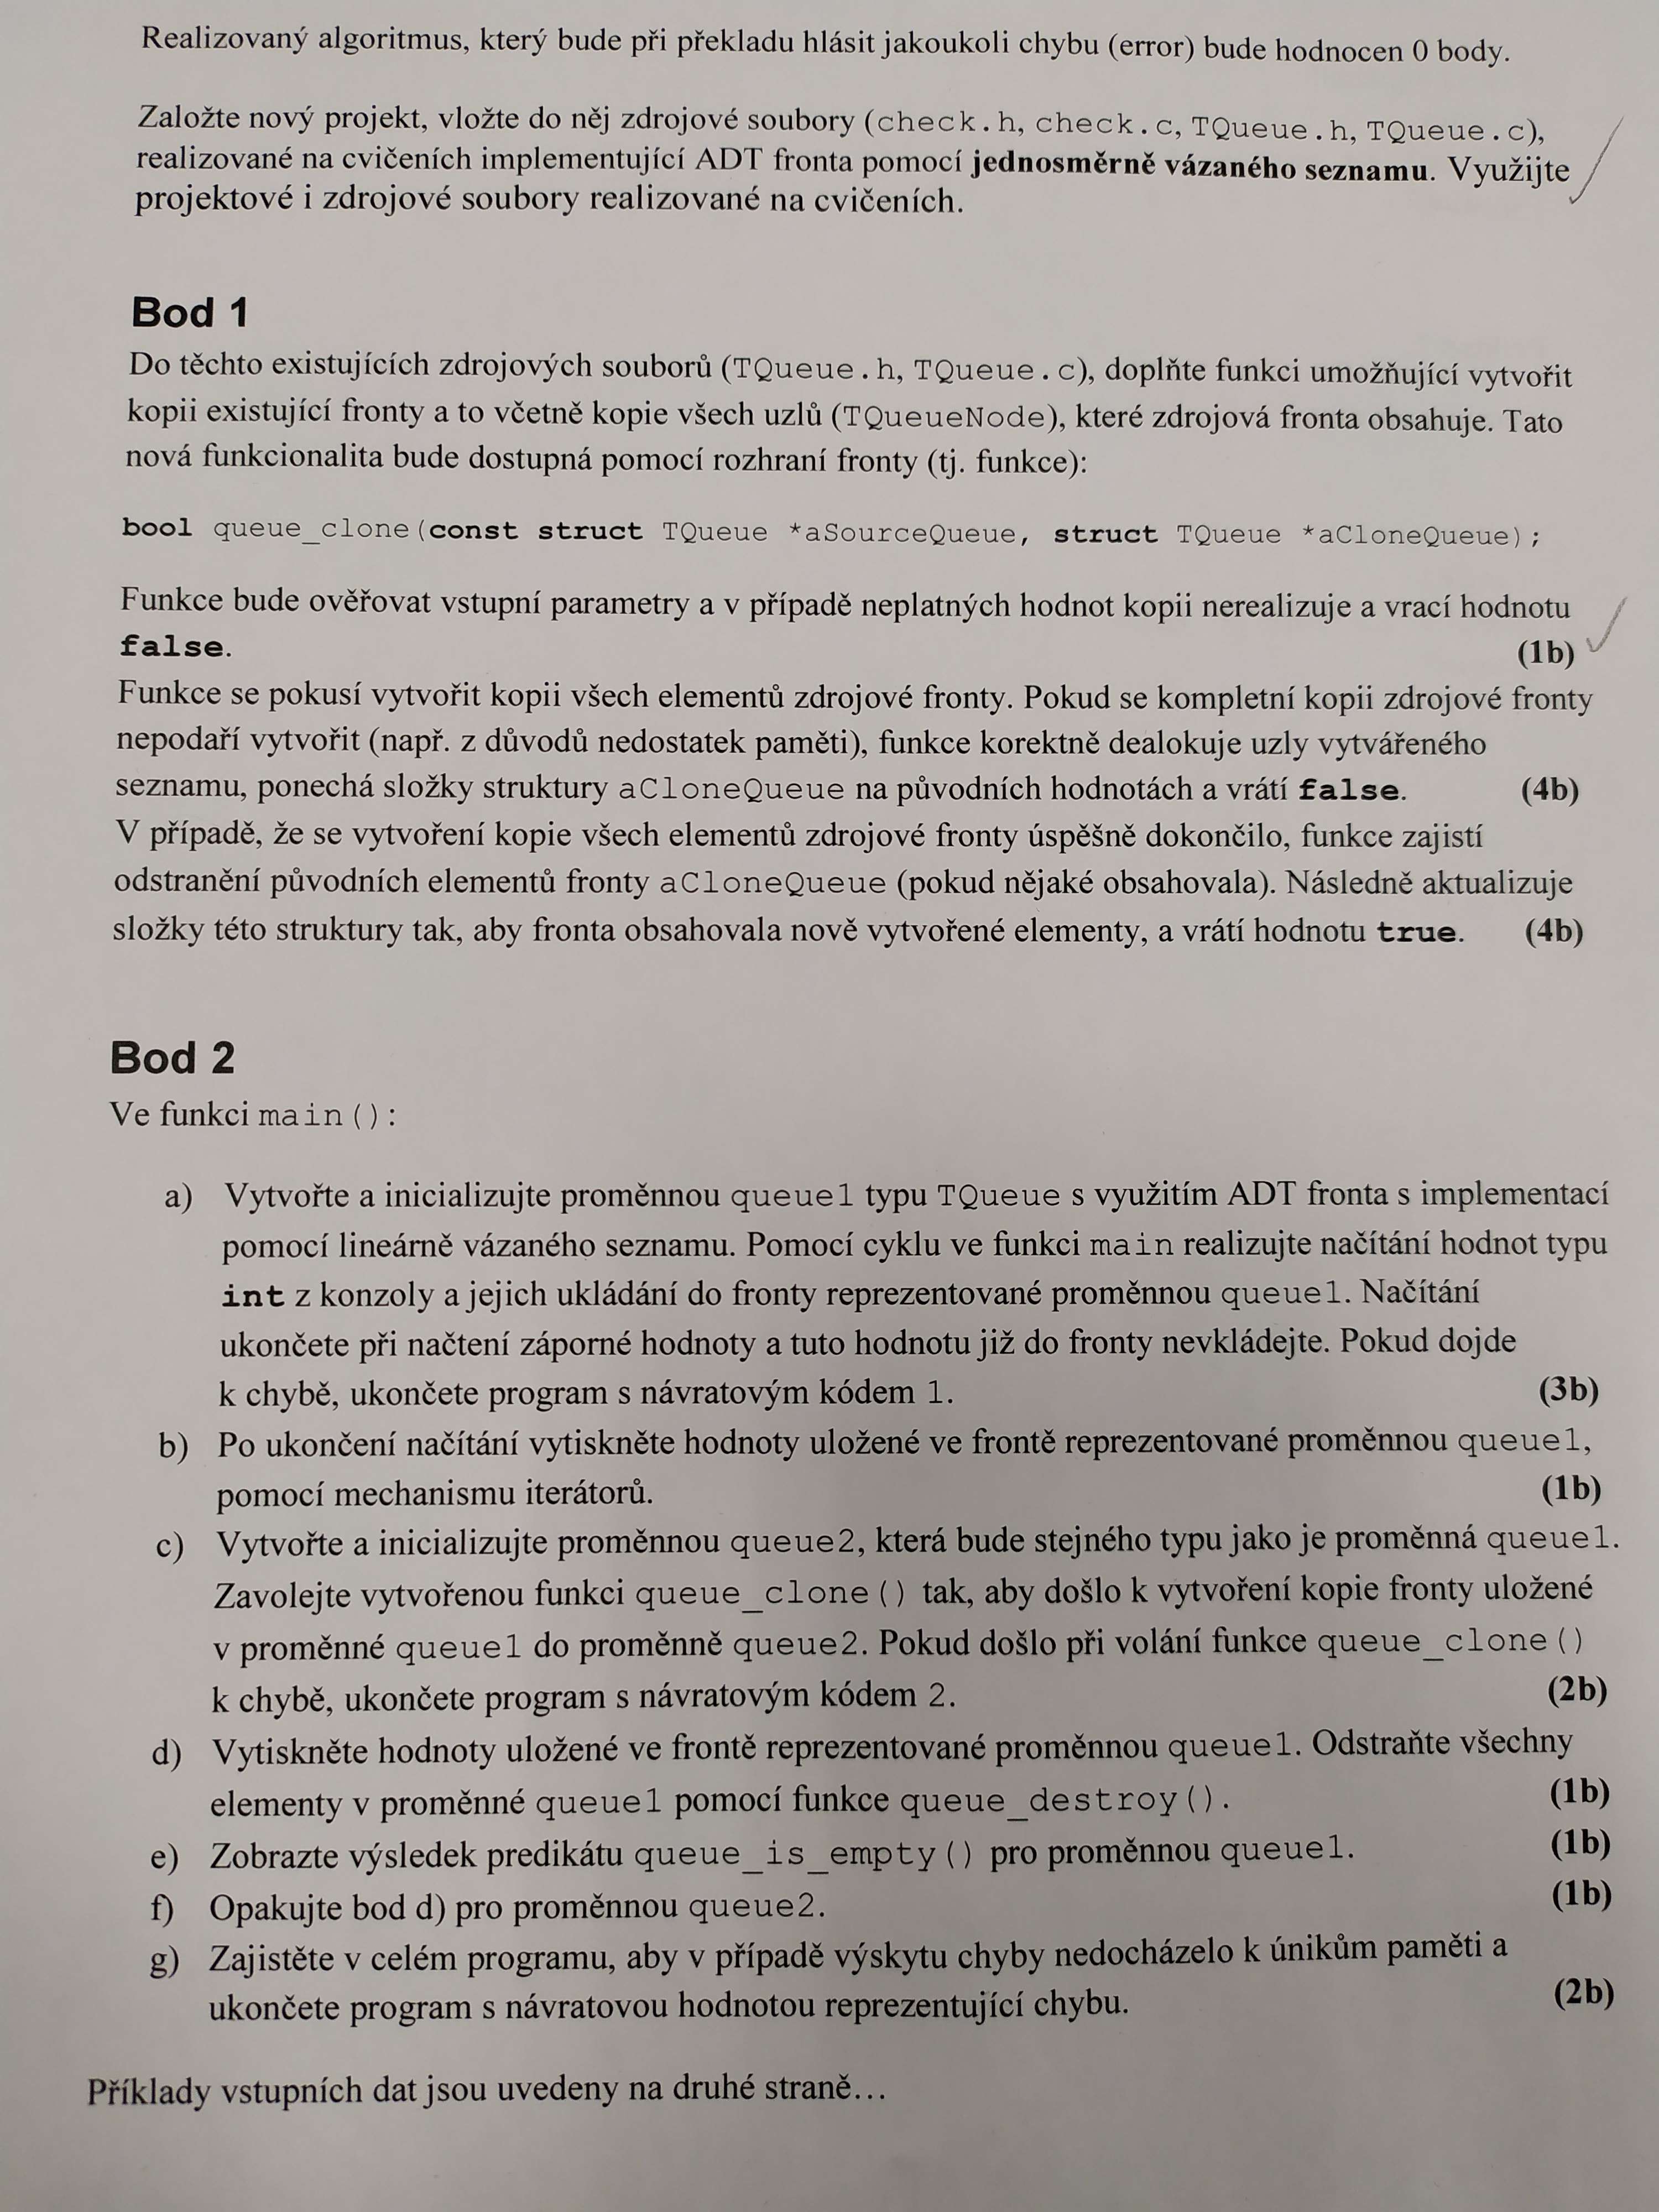 Realizovaný algoritmus, který bude při překladu hlásit jakoukoli chybu (error) bude hodnocen 0 body.
Založte nový projekt, vložte do něj zdrojové soubory (check.h, check.c, TQueue.h, TQueue.c),
realizované na cvičeních implementující ADT fronta pomocí jednosměrně vázaného seznamu. Využijte
projektové i zdrojové soubory realizované na cvičeních.
Bod 1
Do těchto existujících zdrojových souborů (TQueue.h, TQueue.c), doplňte funkci umožňující vytvořit
kopii existující fronty a to včetně kopie všech uzlů (TQueueNode), které zdrojová fronta obsahuje. Tato
nová funkcionalita bude dostupná pomocí rozhraní fronty (tj. funkce):
bool queue_clone(const struct TQueue *aSourceQueue, struct TQueue *aCloneQueue);
Funkce bude ověřovat vstupní parametry a v případě neplatných hodnot kopii nerealizuje a vrací hodnotu
false. (1b)
Funkce se pokusí vytvořit kopii všech elementů zdrojové fronty. Pokud se kompletní kopii zdrojové fronty
nepodaří vytvořit (např. z důvodů nedostatek paměti), funkce korektně dealokuje uzly vytvářeného
seznamu, ponechá složky struktury aCloneQueue na původních hodnotách a vrátí false. (4b)
V případě, že se vytvoření kopie všech elementů zdrojové fronty úspěšně dokončilo, funkce zajistí
odstranění původních elementů fronty aCloneQueue (pokud nějaké obsahovala). Následně aktualizuje
složky této struktury tak, aby fronta obsahovala nově vytvořené elementy, a vrátí hodnotu true. (4b)
Bod 2
Ve funkci main():
a) Vytvořte a inicializujte proměnnou queue1 typu TQueue s využitím ADT fronta s implementací
pomocí lineárně vázaného seznamu. Pomocí cyklu ve funkci main realizujte načítání hodnot typu
int z konzoly a jejich ukládání do fronty reprezentované proměnnou queue1. Načítání
ukončete při načtení záporné hodnoty a tuto hodnotu již do fronty nevkládejte. Pokud dojde
k chybě, ukončete program s návratovým kódem 1. (3b)
b) Po ukončení načítání vytiskněte hodnoty uložené ve frontě reprezentované proměnnou queue1,
pomocí mechanismu iterátorů. (1b)
c) Vytvořte a inicializujte proměnnou queue2, která bude stejného typu jako je proměnná queue1.
Zavolejte vytvořenou funkci queue_clone() tak, aby došlo k vytvoření kopie fronty uložené
v proměnné queue1 do proměnně queue2. Pokud došlo při volání funkce queue_clone()
k chybě, ukončete program s návratovým kódem 2. (2b)
d) Vytiskněte hodnoty uložené ve frontě reprezentované proměnnou queue1. Odstraňte všechny
elementy v proměnné queue1 pomocí funkce queue_destroy(). (1b)
e) Zobrazte výsledek predikátu queue_is_empty() pro proměnnou queue1. (1b)
f) Opakujte bod d) pro proměnnou queue2. (1b)
g) Zajistěte v celém programu, aby v případě výskytu chyby nedocházelo k únikům paměti a
ukončete program s návratovou hodnotou reprezentující chybu. (2b)
Příklady vstupních dat jsou uvedeny na druhé straně…